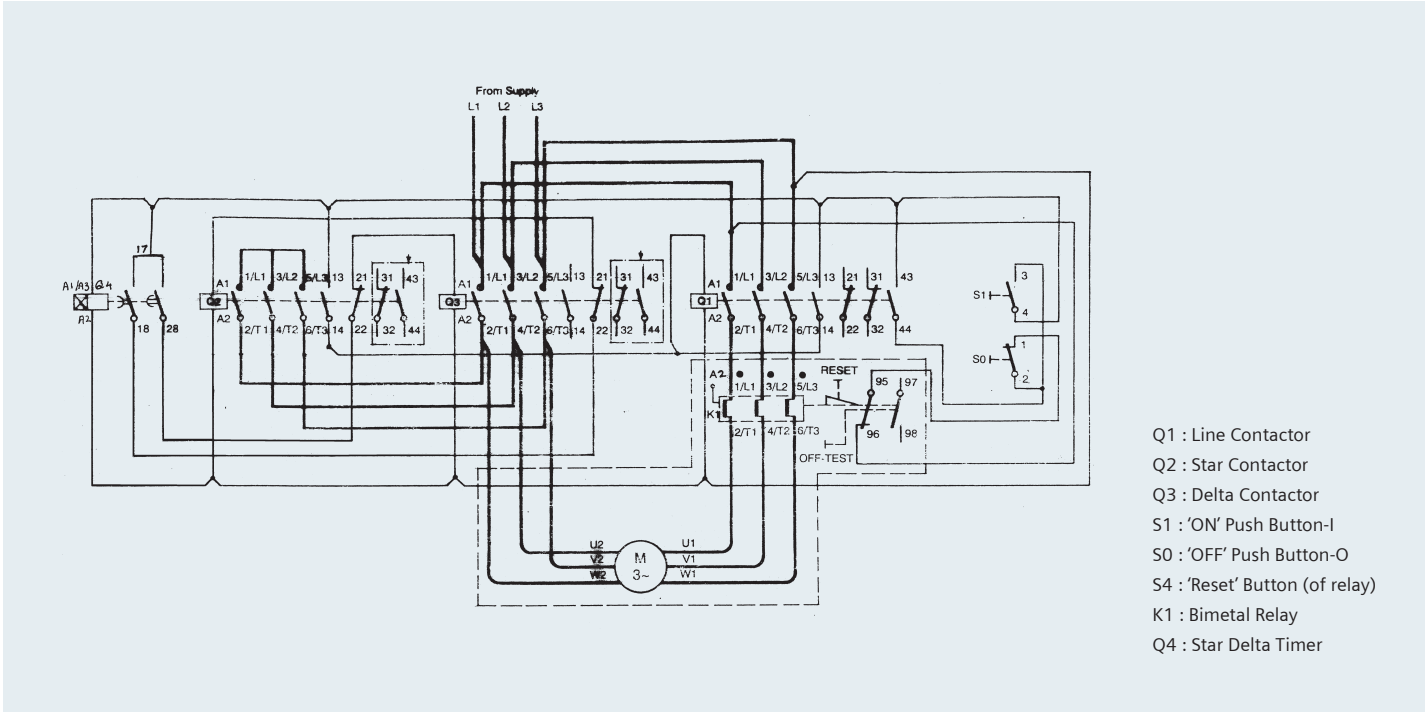 From Supply
L1 L2 L3
17
A1/A3 Q4
A2
18 28
A1 1/L1 3/L2 5/L3 13 21 31 43
Q2
A2 2/T1 4/T2 6/T3 14 22 32 44
A1 1/L1 3/L2 5/L3 13 21 31 43
Q3
A2 2/T1 4/T2 6/T3 14 22 32 44
A1 1/L1 3/L2 5/L3 13 21 31 43
Q1
A2 2/T1 4/T2 6/T3 14 22 32 44
3
S1
4
1
S0
2
A2 1/L1 3/L2 5/L3 RESET 95 97
K1
2/T1 4/T2 6/T3 OFF-TEST 96 98
U2 U1
V2 M V1
W2 3~ W1
Q1 : Line Contactor
Q2 : Star Contactor
Q3 : Delta Contactor
S1 : ‘ON’ Push Button-I
S0 : ‘OFF’ Push Button-O
S4 : ‘Reset’ Button (of relay)
K1 : Bimetal Relay
Q4 : Star Delta Timer